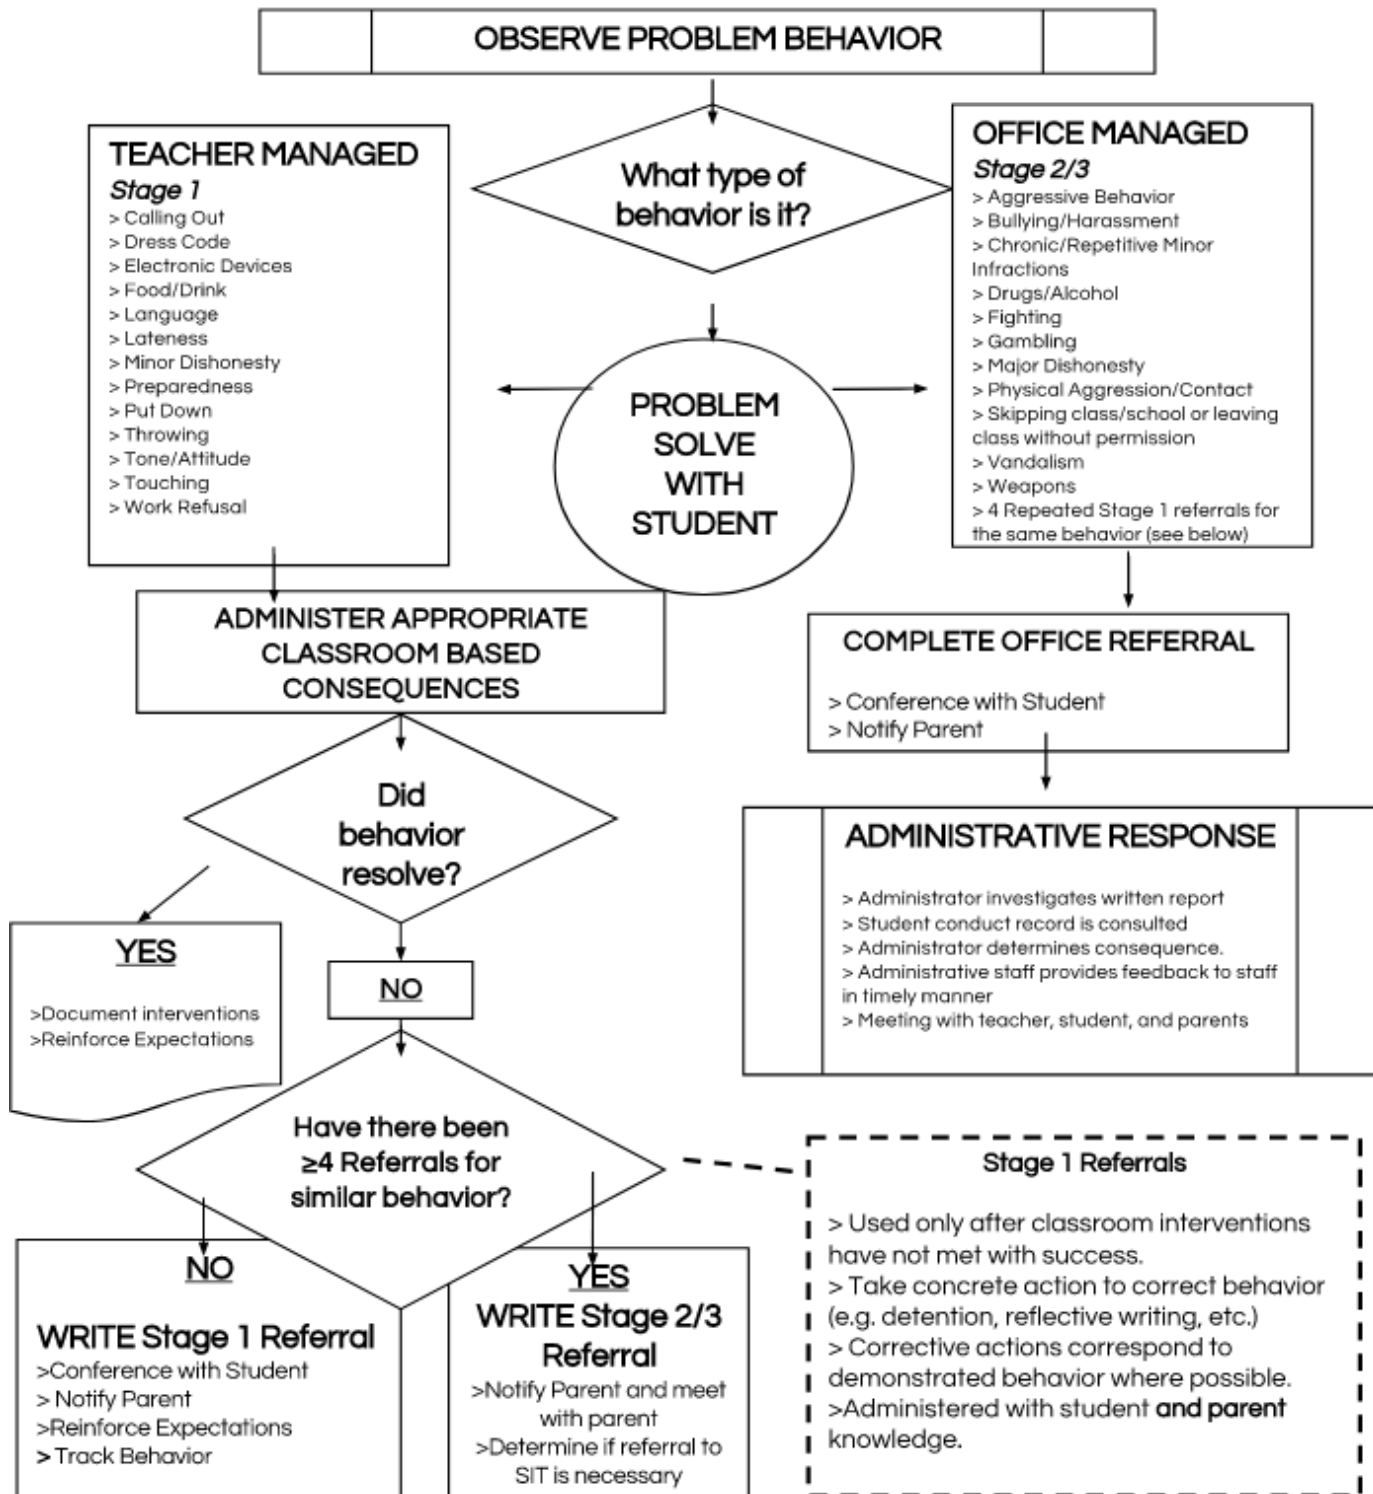 OBSERVE PROBLEM BEHAVIOR
What type of
behavior is it?
TEACHER MANAGED
Stage 1
> Calling Out
> Dress Code
> Electronic Devices
> Food/Drink
> Language
> Lateness
> Minor Dishonesty
> Preparedness
> Put Down
> Throwing
> Tone/Attitude
> Touching
> Work Refusal
OFFICE MANAGED
Stage 2/3
> Aggressive Behavior
> Bullying/Harassment
> Chronic/Repetitive Minor
Infractions
> Drugs/Alcohol
> Fighting
> Gambling
> Major Dishonesty
> Physical Aggression/Contact
> Skipping class/school or leaving
class without permission
> Vandalism
> Weapons
> 4 Repeated Stage 1 referrals for
the same behavior (see below)
PROBLEM
SOLVE
WITH
STUDENT
ADMINISTER APPROPRIATE
CLASSROOM BASED
CONSEQUENCES
COMPLETE OFFICE REFERRAL
> Conference with Student
> Notify Parent
Did
behavior
resolve?
ADMINISTRATIVE RESPONSE
> Administrator investigates written report
> Student conduct record is consulted
> Administrator determines consequence.
> Administrative staff provides feedback to staff
in timely manner
> Meeting with teacher, student, and parents
YES
>Document interventions
>Reinforce Expectations
NO
Have there been
≥4 Referrals for
similar behavior?
NO
WRITE Stage 1 Referral
>Conference with Student
> Notify Parent
>Reinforce Expectations
> Track Behavior
YES
WRITE Stage 2/3
Referral
>Notify Parent and meet
with parent
>Determine if referral to
SIT is necessary
Stage 1 Referrals
> Used only after classroom interventions
have not met with success.
> Take concrete action to correct behavior
(e.g. detention, reflective writing, etc.)
> Corrective actions correspond to
demonstrated behavior where possible.
>Administered with student and parent
knowledge.